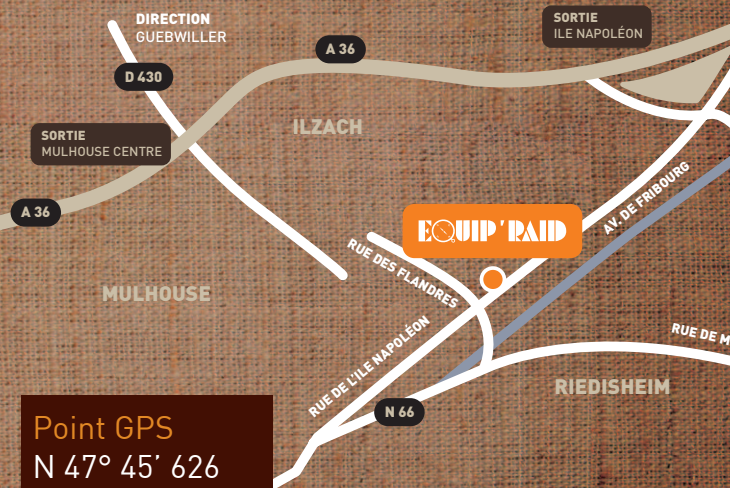 DIRECTION
GUEBWILLER
SORTIE
ILE NAPOLÉON
A 36
D 430
ILZACH
SORTIE
MULHOUSE CENTRE
AV. DE FRIBOURG
A 36
EQUIP'RAID
RUE DES FLANDRES
MULHOUSE
RUE DE L'ILE NAPOLÉON
RUE DE M
RIEDISHEIM
N 66
Point GPS
N 47° 45' 626